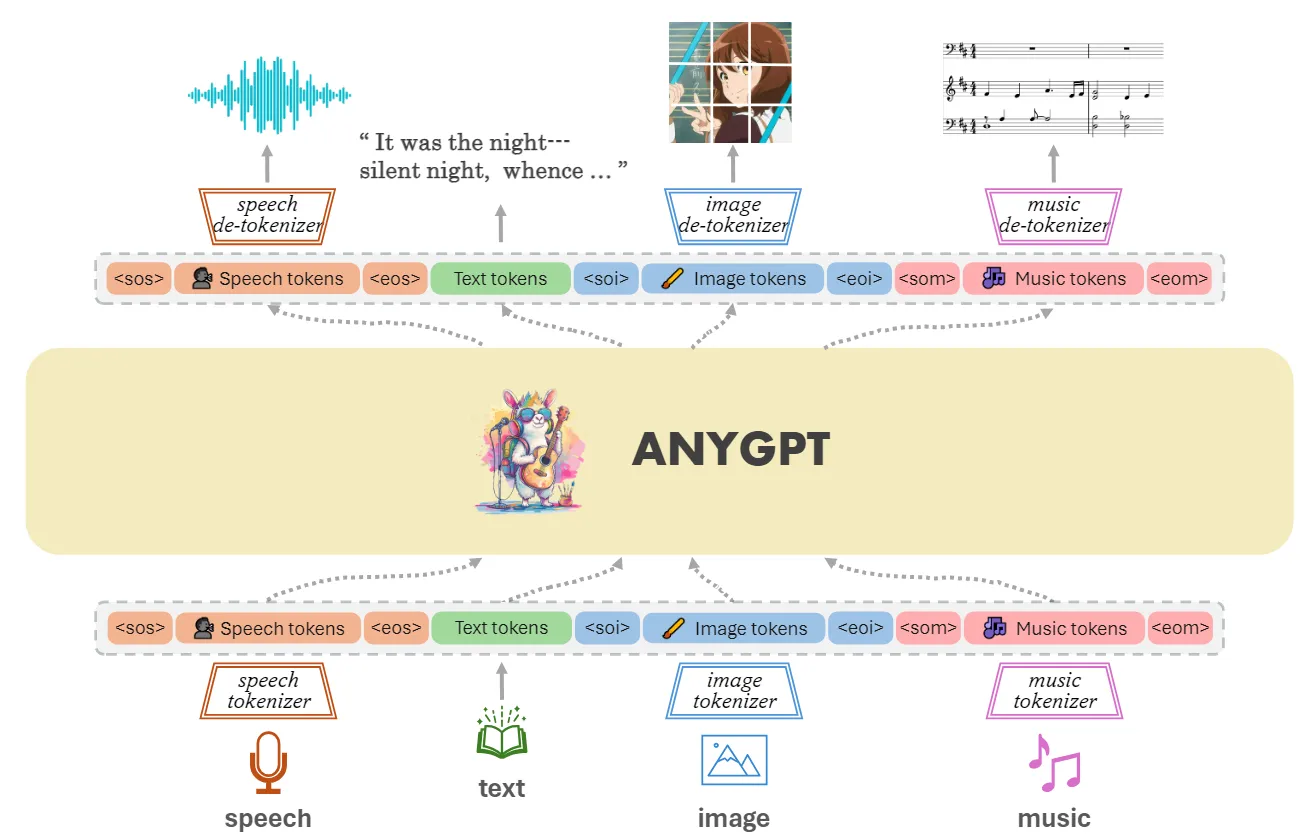 “ It was the night---
silent night, whence ... ”
speech
de-tokenizer
image
de-tokenizer
music
de-tokenizer
<sos> Speech tokens <eos> Text tokens <soi> Image tokens <eoi> <som> Music tokens <eom>
ANYGPT
<sos> Speech tokens <eos> Text tokens <soi> Image tokens <eoi> <som> Music tokens <eom>
speech
tokenizer
image
tokenizer
music
tokenizer
text
speech
image
music